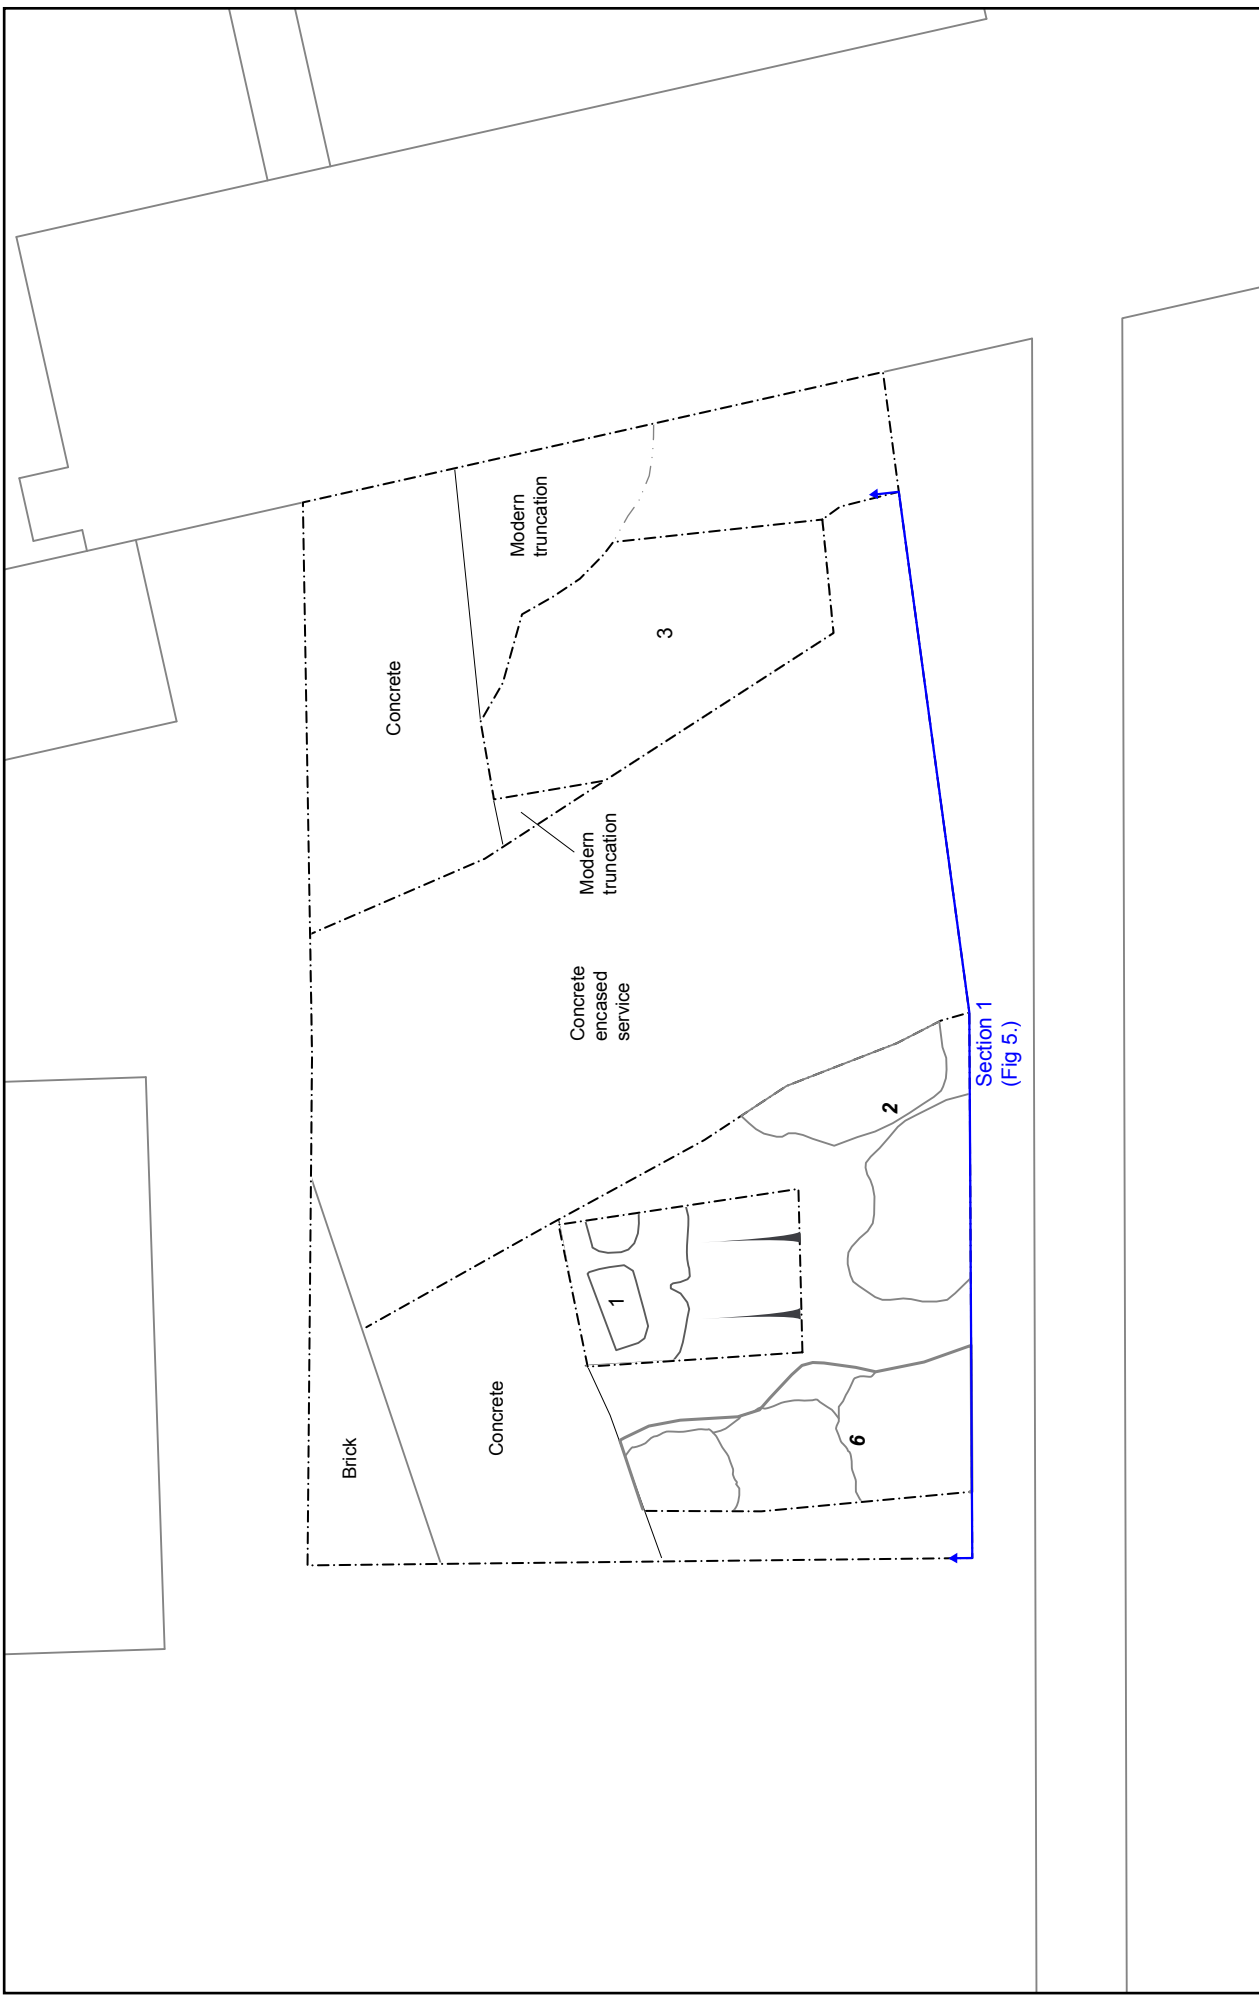 Brick
Concrete
1
6
2
Concrete
encased
service
Modern
truncation
Concrete
3
Modern
truncation
Section 1
(Fig 5.)